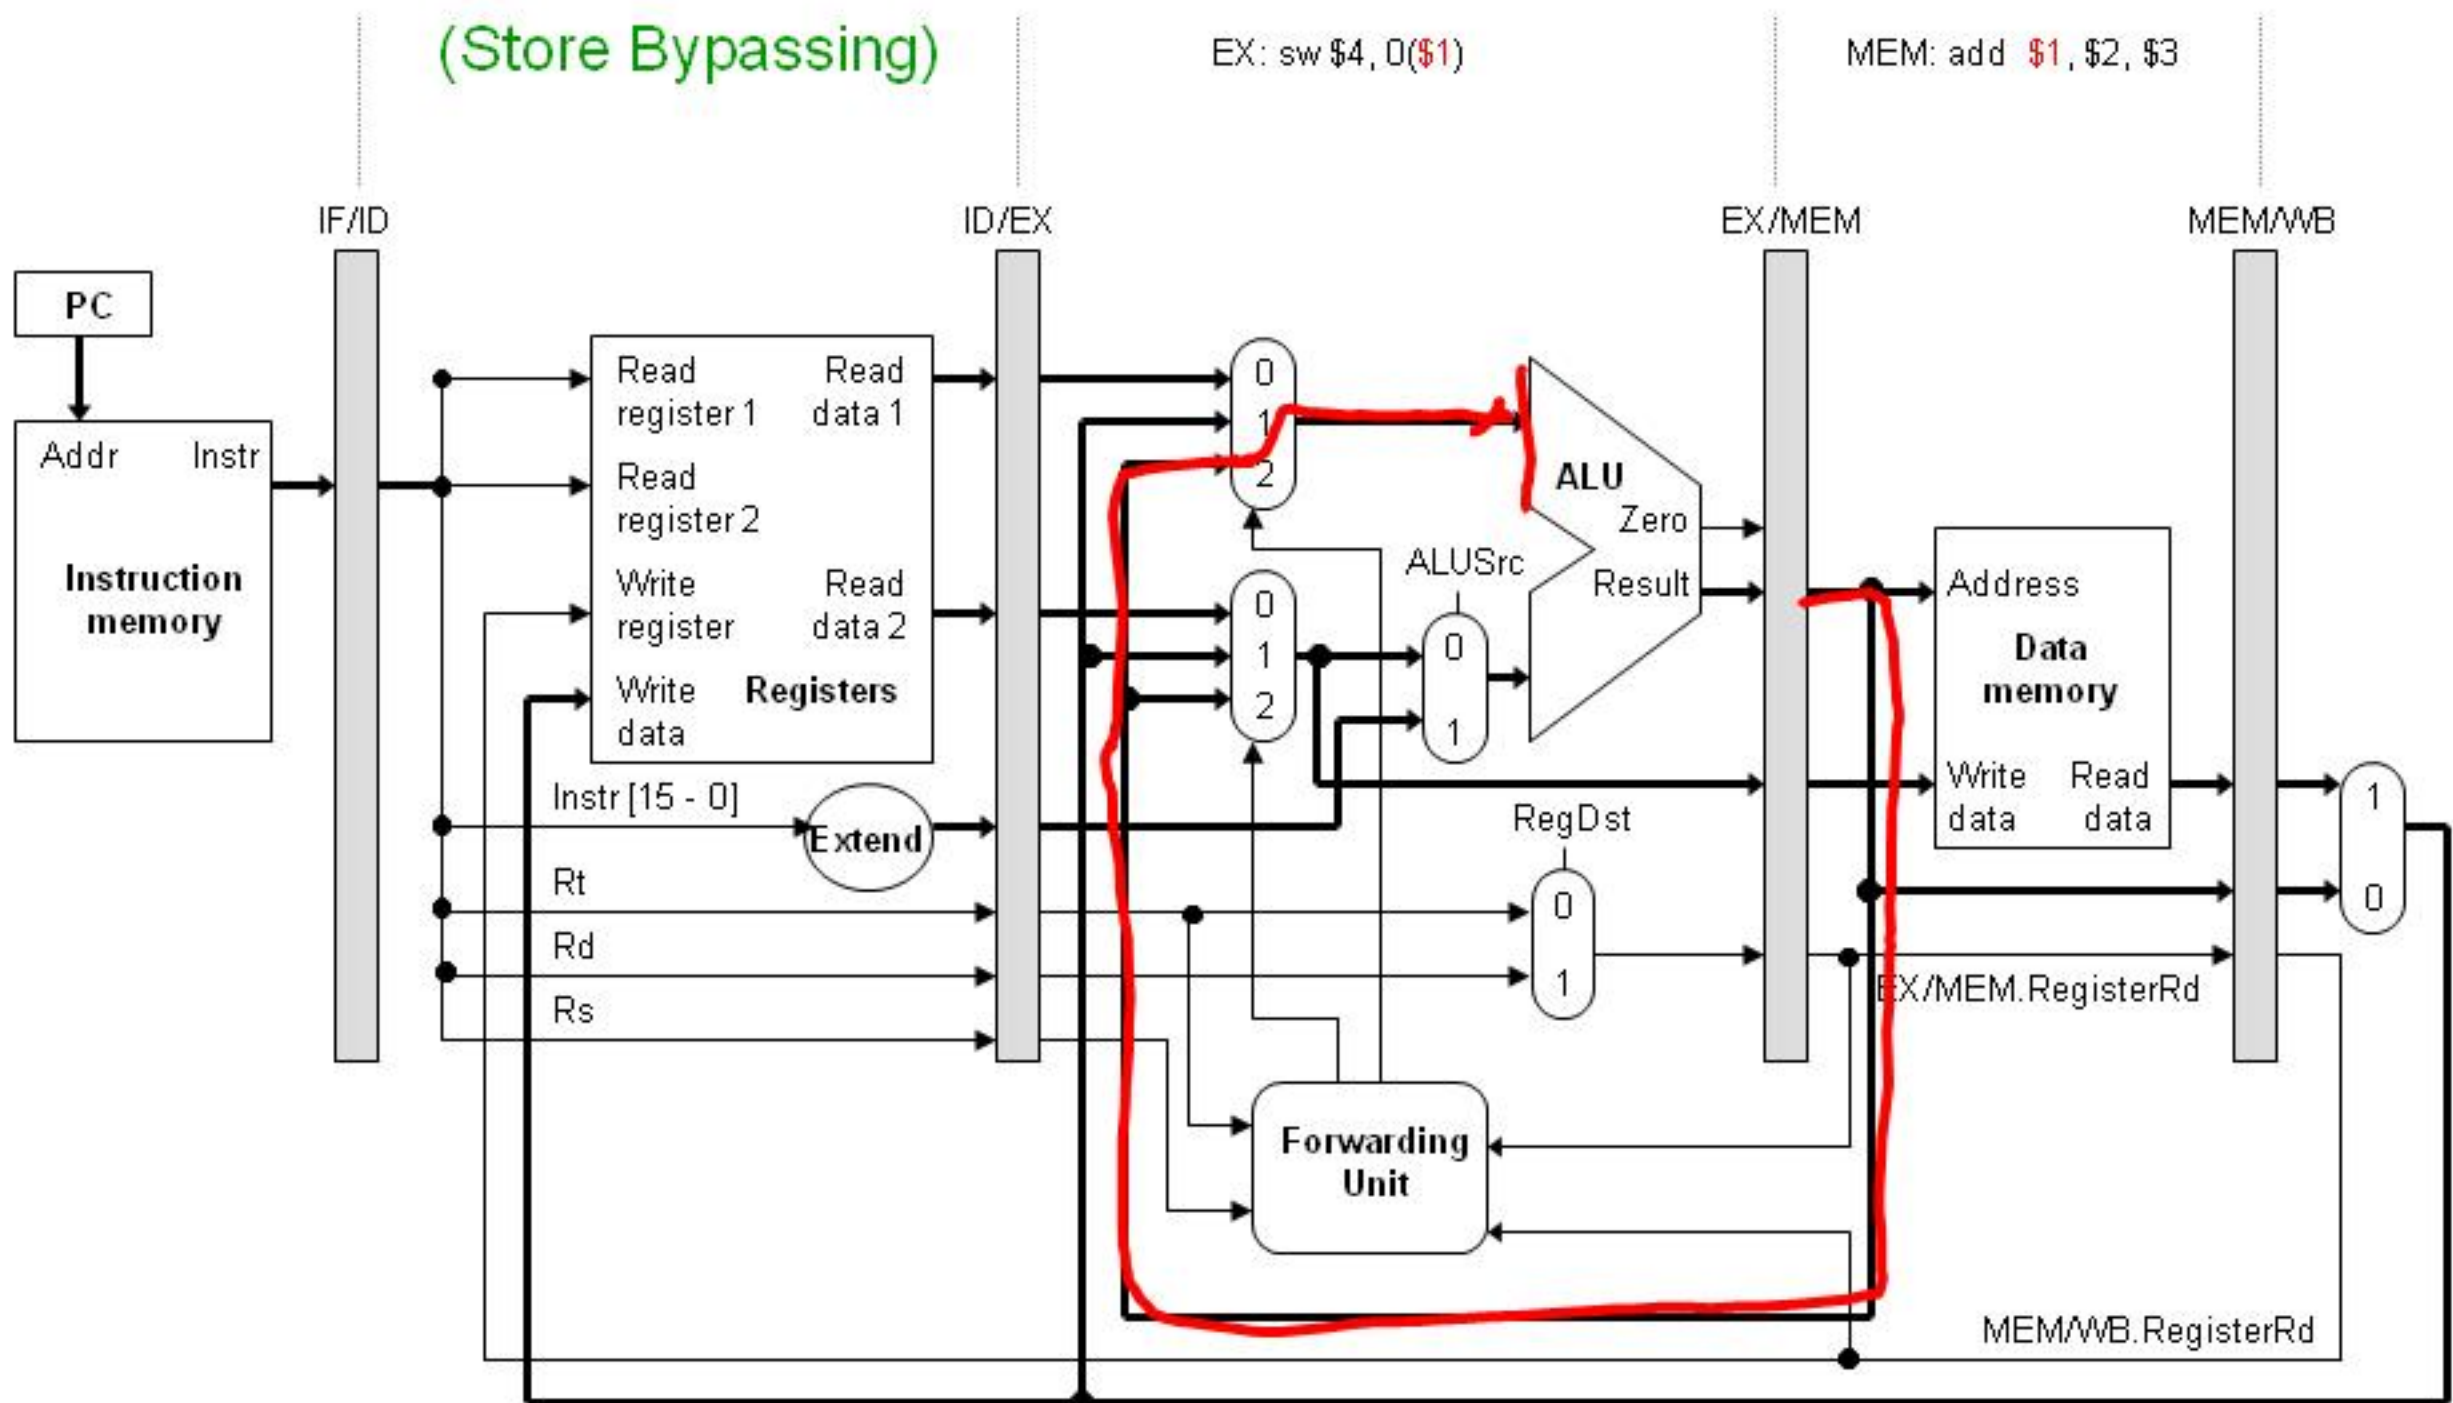 (Store Bypassing)
EX: sw $4, 0($1)
MEM: add $1, $2, $3
IF/ID
ID/EX
EX/MEM
MEM/WB
PC
Addr Instr
Instruction
memory
Read
register 1
Read
data 1
Read
register 2
Write
register
Read
data 2
Write
data
Registers
Instr [15 - 0]
Extend
Rt
Rd
Rs
0
1
2
0
1
2
ALUSrc
0
1
ALU
Zero
Result
RegDst
0
1
Forwarding
Unit
Address
Data
memory
Write
data
Read
data
1
0
EX/MEM.RegisterRd
MEM/WB.RegisterRd